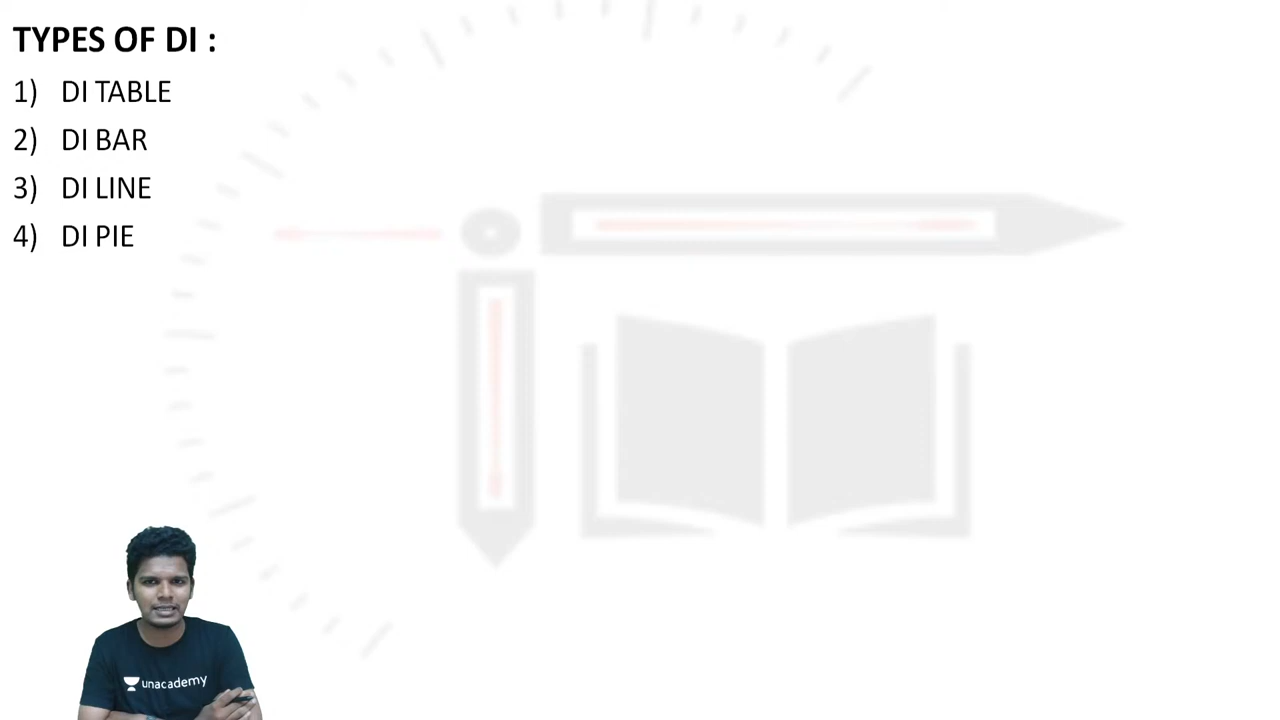 TYPES OF DI :
1) DI TABLE
2) DI BAR
3) DI LINE
4) DI PIE
unacademy